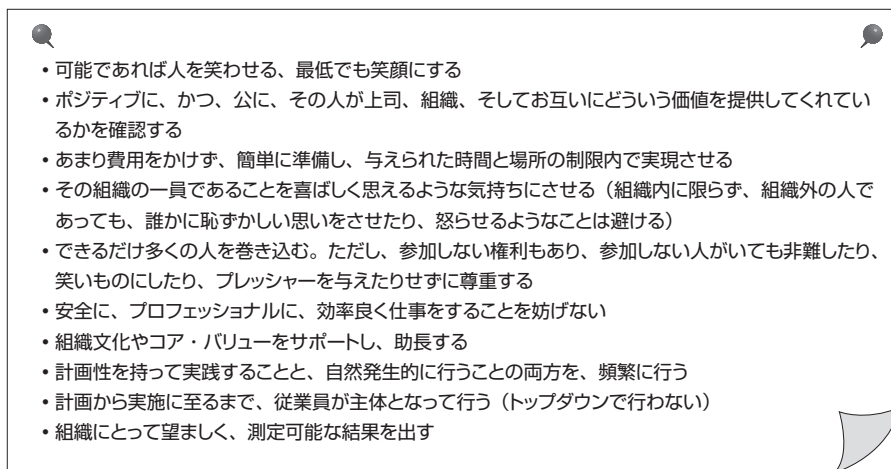 • 可能であれば人を笑わせる、最低でも笑顔にする
• ポジティブに、かつ、公に、その人が上司、組織、そしてお互いにどういう価値を提供してくれてい
るかを確認する
• あまり費用をかけず、簡単に準備し、与えられた時間と場所の制限内で実現させる
• その組織の一員であることを喜ばしく思えるような気持ちにさせる（組織内に限らず、組織外の人で
あっても、誰かに恥ずかしい思いをさせたり、怒らせるようなことは避ける）
• できるだけ多くの人を巻き込む。ただし、参加しない権利もあり、参加しない人がいても非難したり、
笑いものにしたり、プレッシャーを与えたりせずに尊重する
• 安全に、プロフェッショナルに、効率良く仕事をすることを妨げない
• 組織文化やコア・バリューをサポートし、助長する
• 計画性を持って実践することと、自然発生的に行うことの両方を、頻繁に行う
• 計画から実施に至るまで、従業員が主体となって行う（トップダウンで行わない）
• 組織にとって望ましく、測定可能な結果を出す